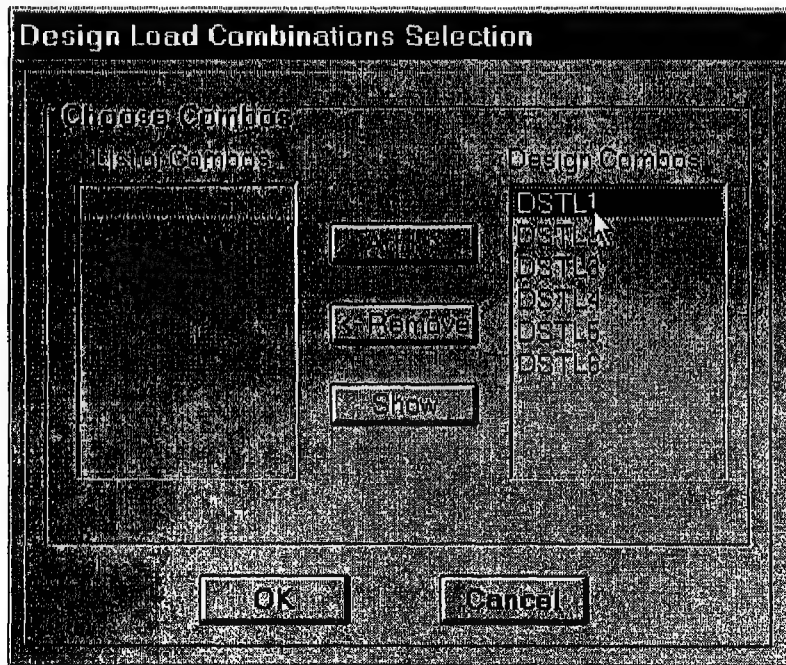 Design Load Combinations Selection
Choose Combos
List of Combos
Design Combos
DSTL1
DSTL2
DSTL3
DSTL4
DSTL5
DSTL6
<- Remove
Show
OK
Cancel